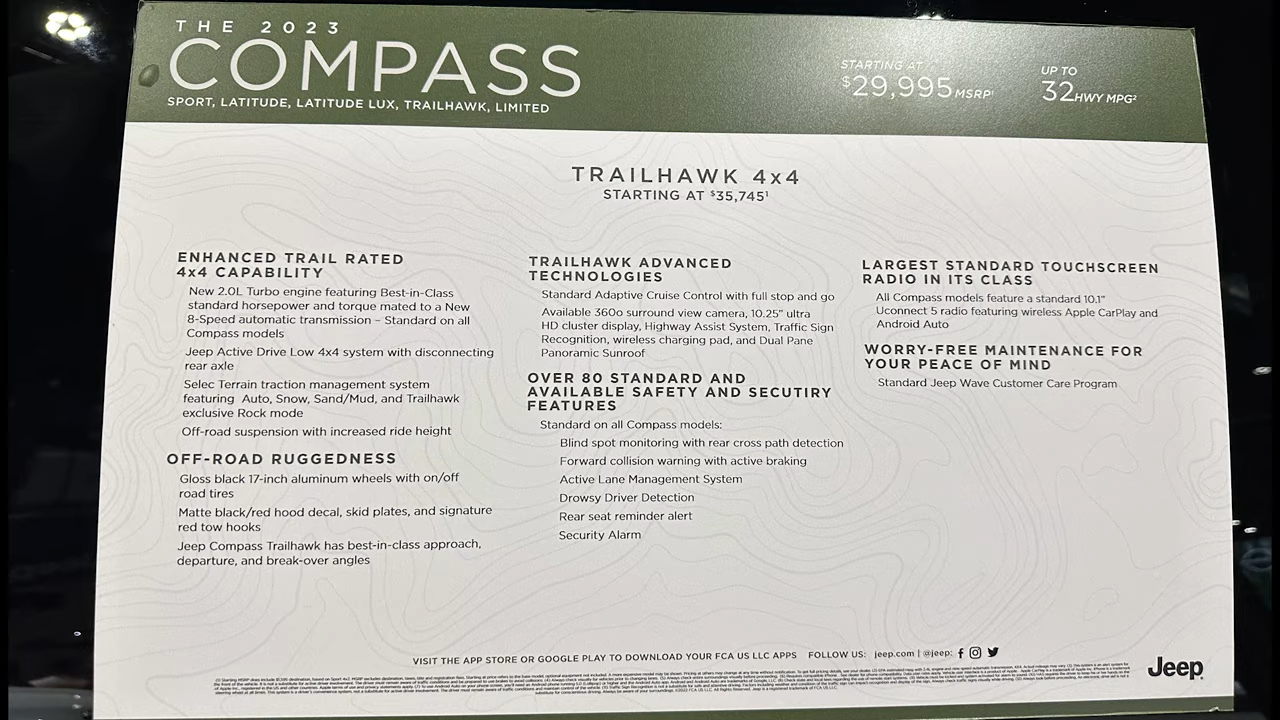 THE 2023
COMPASS
SPORT, LATITUDE, LATITUDE LUX, TRAILHAWK, LIMITED
STARTING AT
$29,995 MSRP¹
UP TO
32 HWY MPG²
TRAILHAWK 4x4
STARTING AT $35,745¹
ENHANCED TRAIL RATED
4x4 CAPABILITY
New 2.0L Turbo engine featuring Best-in-Class
standard horsepower and torque mated to a New
8-Speed automatic transmission – Standard on all
Compass models
Jeep Active Drive Low 4x4 system with disconnecting
rear axle
Selec Terrain traction management system
featuring Auto, Snow, Sand/Mud, and Trailhawk
exclusive Rock mode
Off-road suspension with increased ride height
OFF-ROAD RUGGEDNESS
Gloss black 17-inch aluminum wheels with on/off
road tires
Matte black/red hood decal, skid plates, and signature
red tow hooks
Jeep Compass Trailhawk has best-in-class approach,
departure, and break-over angles
TRAILHAWK ADVANCED
TECHNOLOGIES
Standard Adaptive Cruise Control with full stop and go
Available 360o surround view camera, 10.25" ultra
HD cluster display, Highway Assist System, Traffic Sign
Recognition, wireless charging pad, and Dual Pane
Panoramic Sunroof
OVER 80 STANDARD AND
AVAILABLE SAFETY AND SECUTIRY
FEATURES
Standard on all Compass models:
Blind spot monitoring with rear cross path detection
Forward collision warning with active braking
Active Lane Management System
Drowsy Driver Detection
Rear seat reminder alert
Security Alarm
LARGEST STANDARD TOUCHSCREEN
RADIO IN ITS CLASS
All Compass models feature a standard 10.1"
Uconnect 5 radio featuring wireless Apple CarPlay and
Android Auto
WORRY-FREE MAINTENANCE FOR
YOUR PEACE OF MIND
Standard Jeep Wave Customer Care Program
VISIT THE APP STORE OR GOOGLE PLAY TO DOWNLOAD YOUR FCA US LLC APPS FOLLOW US: jeep.com | @jeep:
Jeep